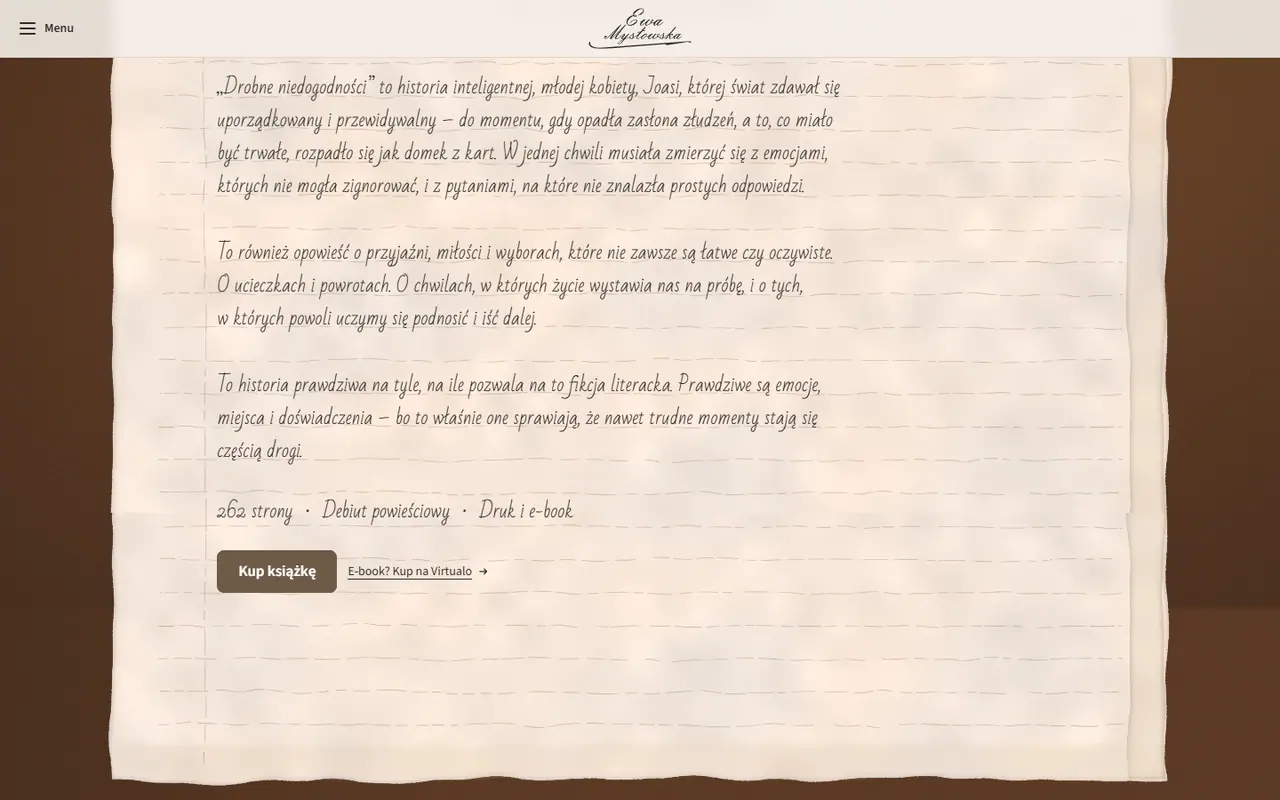 Menu
Ewa
Mysłowska
„Drobne niedogodności” to historia inteligentnej, młodej kobiety, Joasi, której świat zdawał się
uporządkowany i przewidywalny – do momentu, gdy opadła zasłona złudzeń, a to, co miało
być trwałe, rozpadło się jak domek z kart. W jednej chwili musiała zmierzyć się z emocjami,
których nie mogła zignorować, i z pytaniami, na które nie znalazła prostych odpowiedzi.
To również opowieść o przyjaźni, miłości i wyborach, które nie zawsze są łatwe czy oczywiste.
O ucieczkach i powrotach. O chwilach, w których życie wystawia nas na próbę, i o tych,
w których powoli uczymy się podnosić i iść dalej.
To historia prawdziwa na tyle, na ile pozwala na to fikcja literacka. Prawdziwe są emocje,
miejsca i doświadczenia – bo to właśnie one sprawiają, że nawet trudne momenty stają się
częścią drogi.
262 strony · Debiut powieściowy · Druk i e-book
Kup książkę
E-book? Kup na Virtualo →